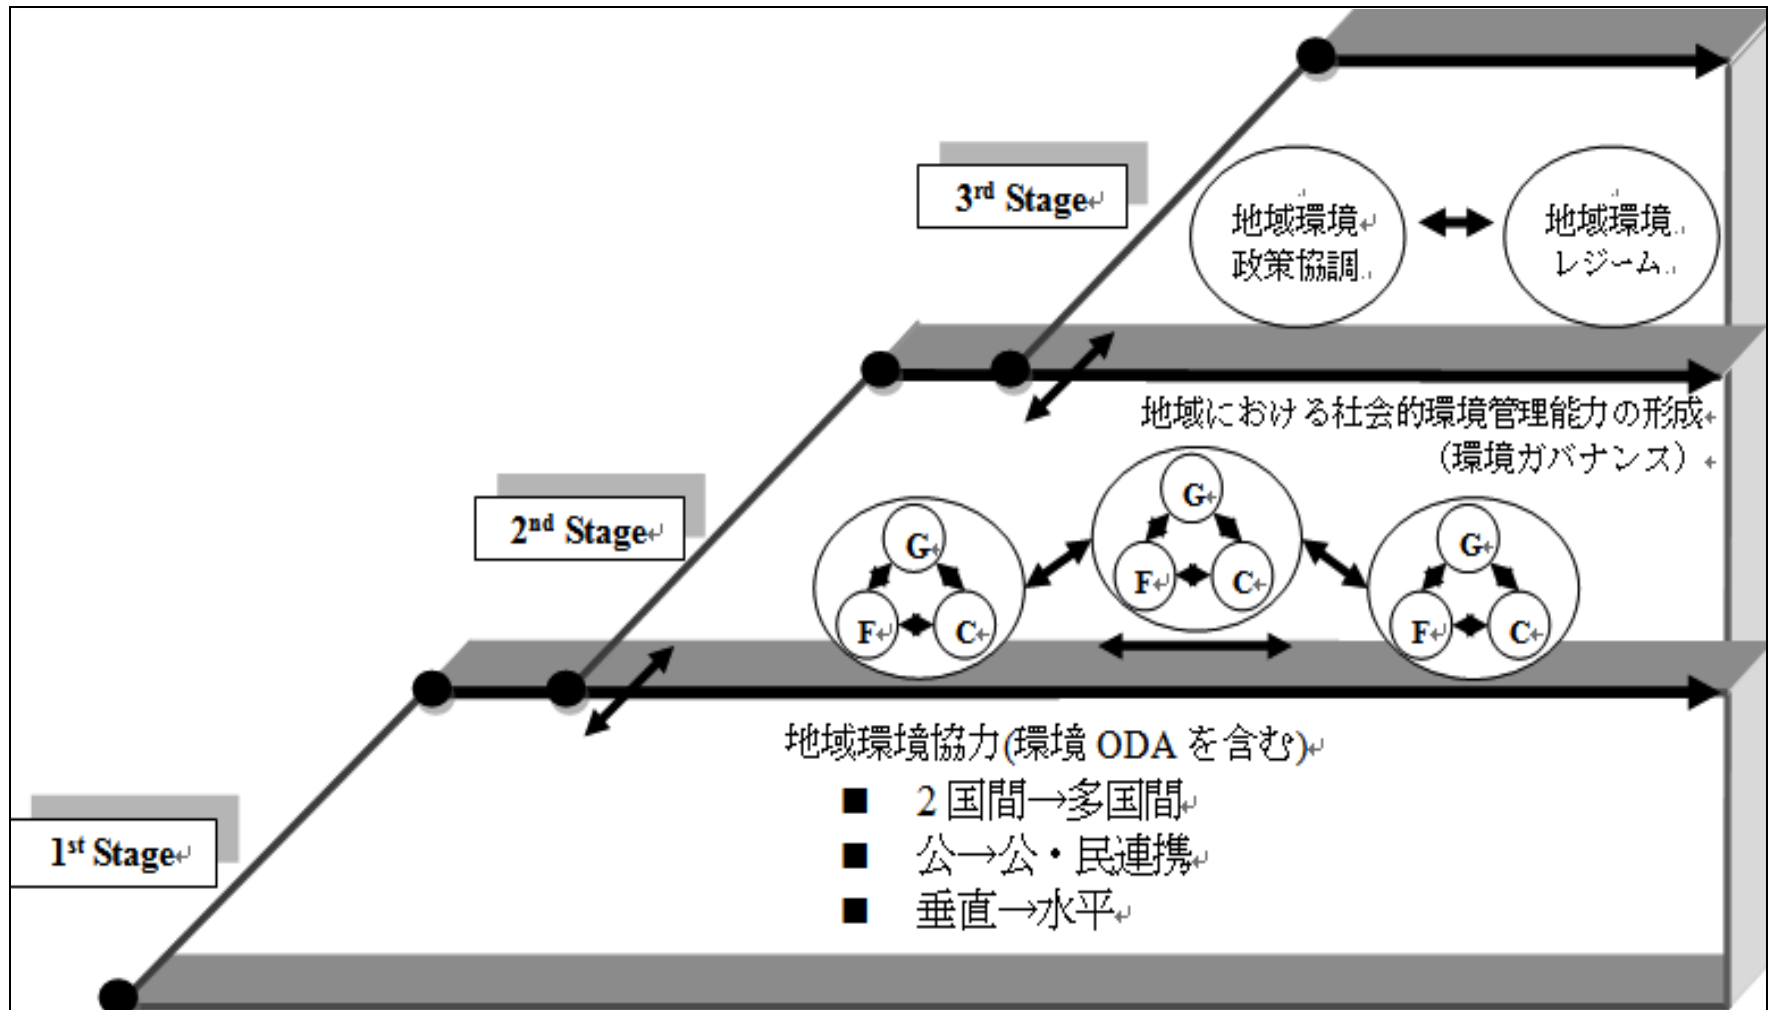 3rd Stage
地域環境
政策協調
地域環境
レジーム
地域における社会的環境管理能力の形成
（環境ガバナンス）
2nd Stage
G
F
C
G
F
C
G
F
C
地域環境協力(環境 ODA を含む)
■ 2 国間→多国間
■ 公→公・民連携
■ 垂直→水平
1st Stage